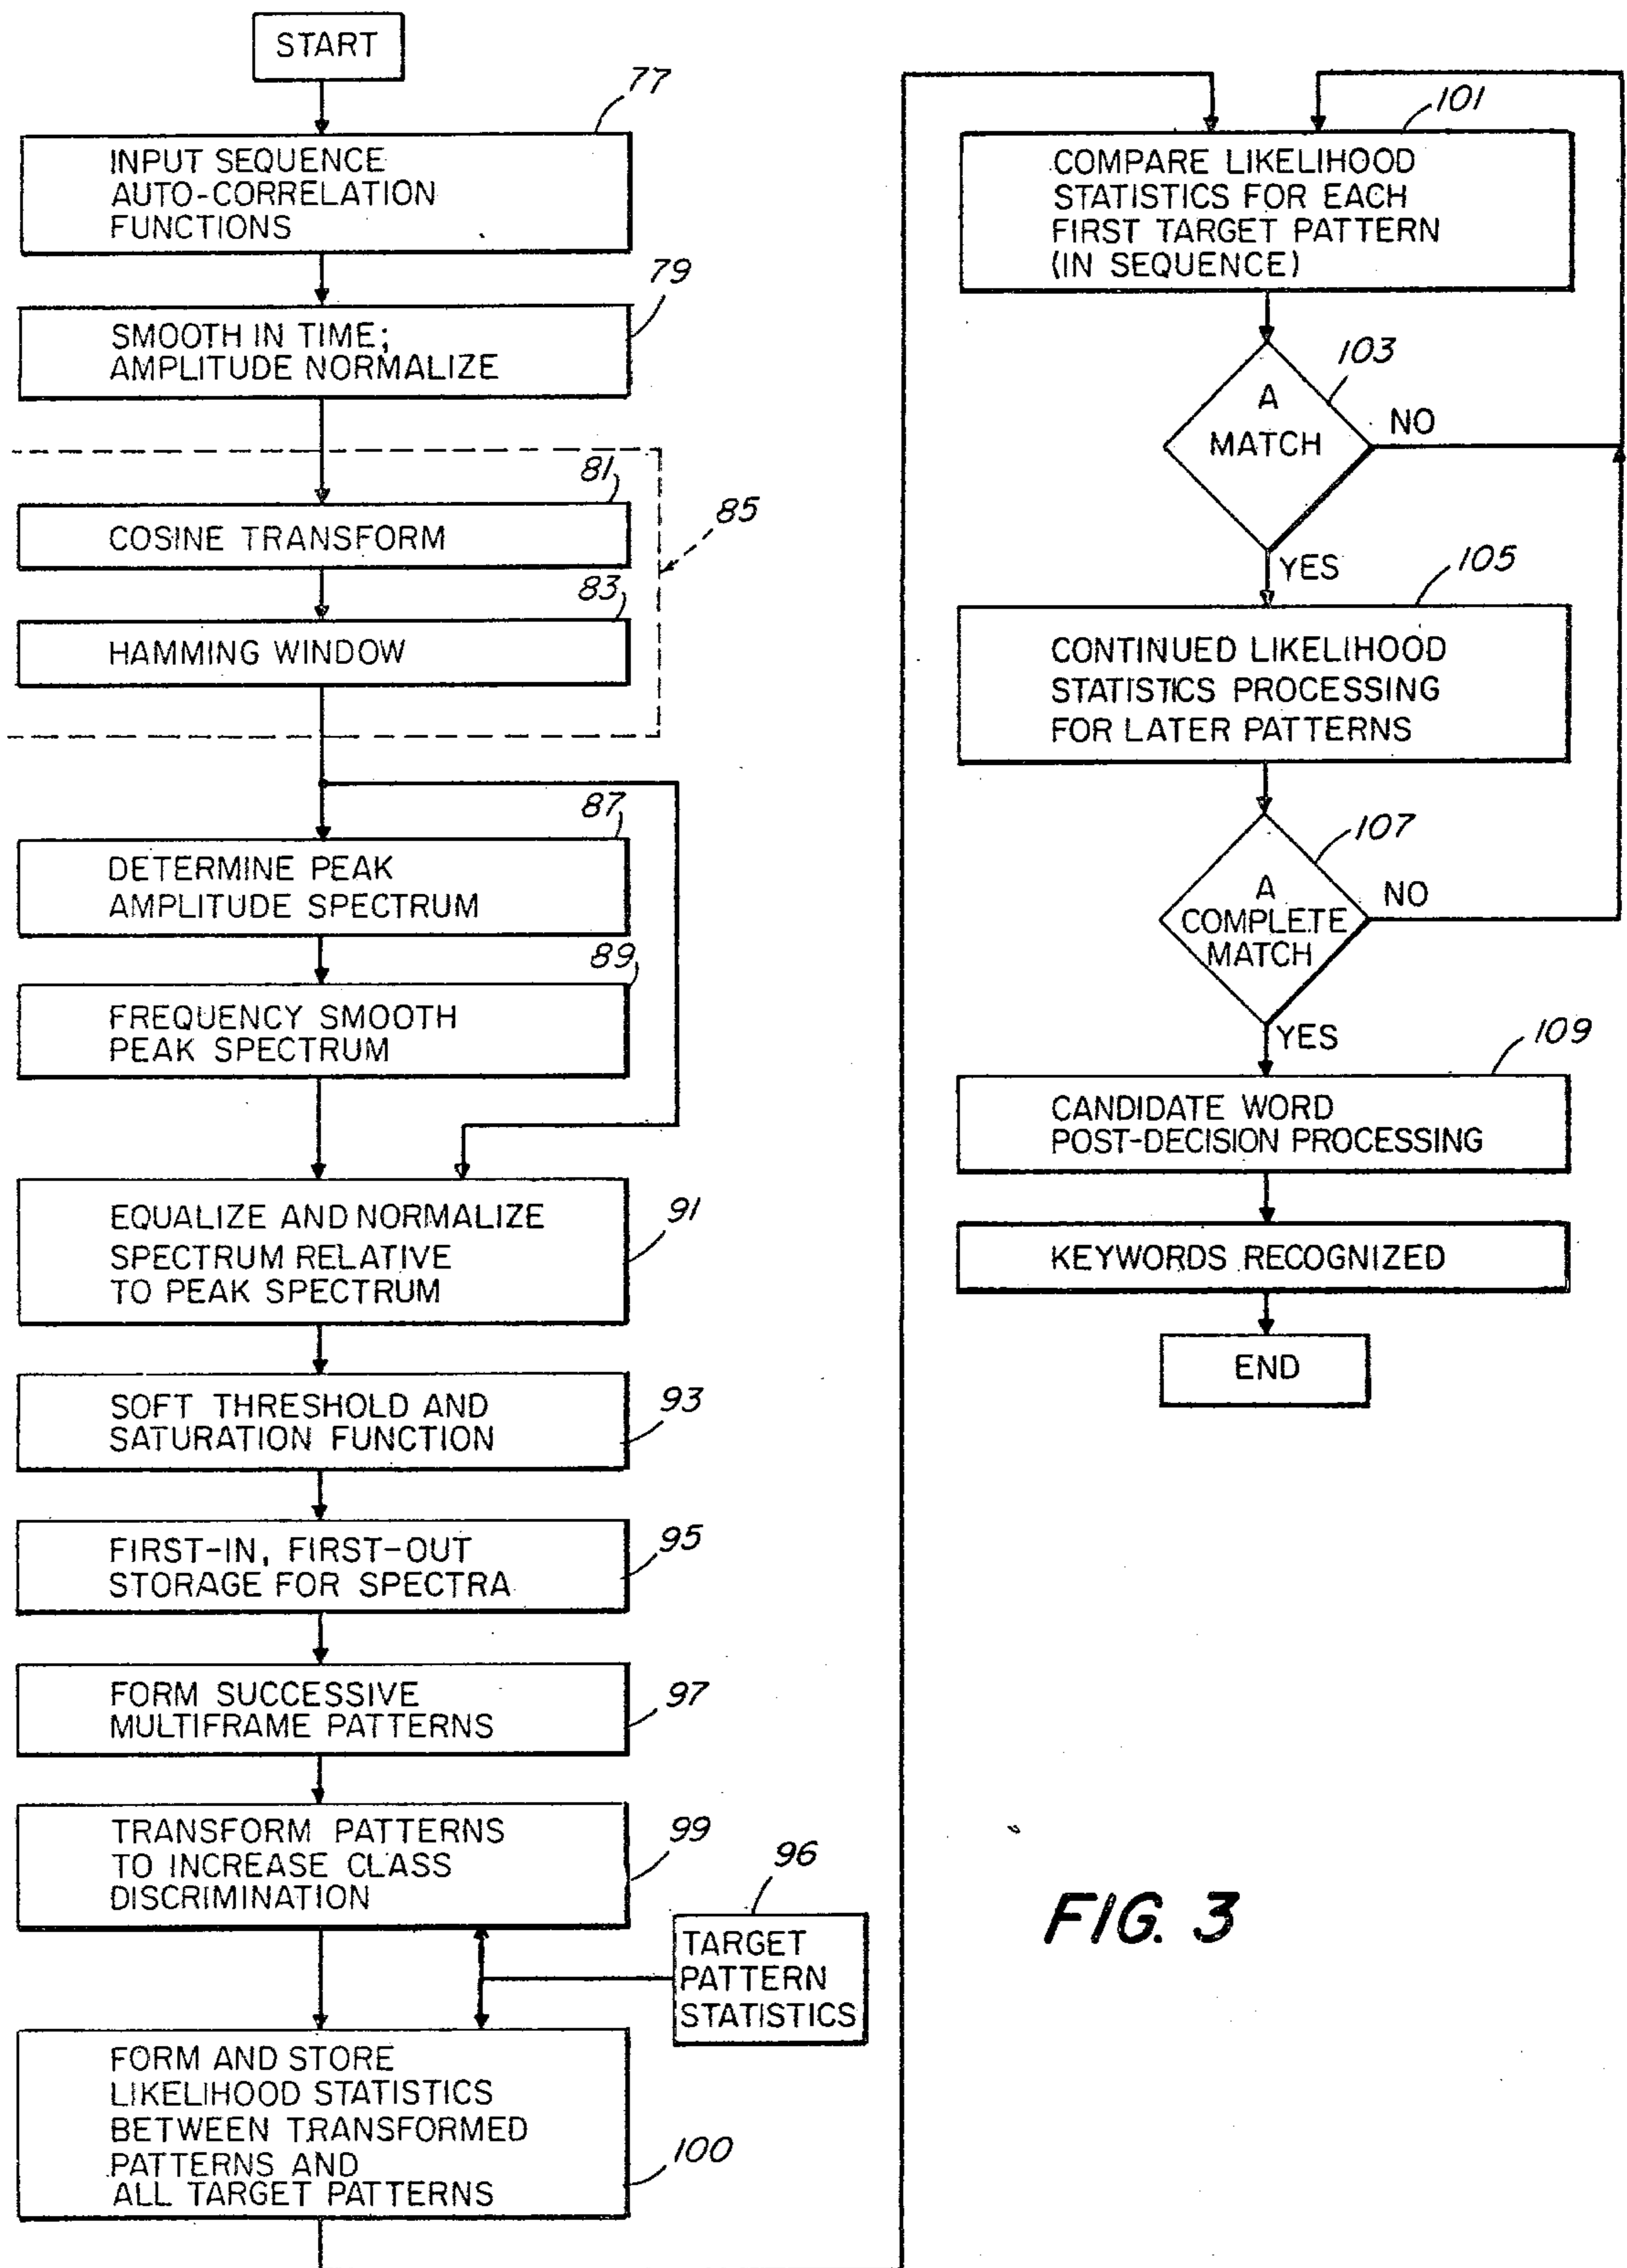 START
77
INPUT SEQUENCE
AUTO-CORRELATION
FUNCTIONS
79
SMOOTH IN TIME;
AMPLITUDE NORMALIZE
81
85
COSINE TRANSFORM
83
HAMMING WINDOW
87
DETERMINE PEAK
AMPLITUDE SPECTRUM
89
FREQUENCY SMOOTH
PEAK SPECTRUM
91
EQUALIZE AND NORMALIZE
SPECTRUM RELATIVE
TO PEAK SPECTRUM
93
SOFT THRESHOLD AND
SATURATION FUNCTION
95
FIRST-IN, FIRST-OUT
STORAGE FOR SPECTRA
97
FORM SUCCESSIVE
MULTIFRAME PATTERNS
99
TRANSFORM PATTERNS
TO INCREASE CLASS
DISCRIMINATION
96
TARGET
PATTERN
STATISTICS
FORM AND STORE
LIKELIHOOD STATISTICS
BETWEEN TRANSFORMED
PATTERNS AND
ALL TARGET PATTERNS
100
101
COMPARE LIKELIHOOD
STATISTICS FOR EACH
FIRST TARGET PATTERN
(IN SEQUENCE)
103
A
MATCH
NO
YES
105
CONTINUED LIKELIHOOD
STATISTICS PROCESSING
FOR LATER PATTERNS
107
A
COMPLETE
MATCH
NO
YES
109
CANDIDATE WORD
POST-DECISION PROCESSING
KEYWORDS RECOGNIZED
END
FIG. 3